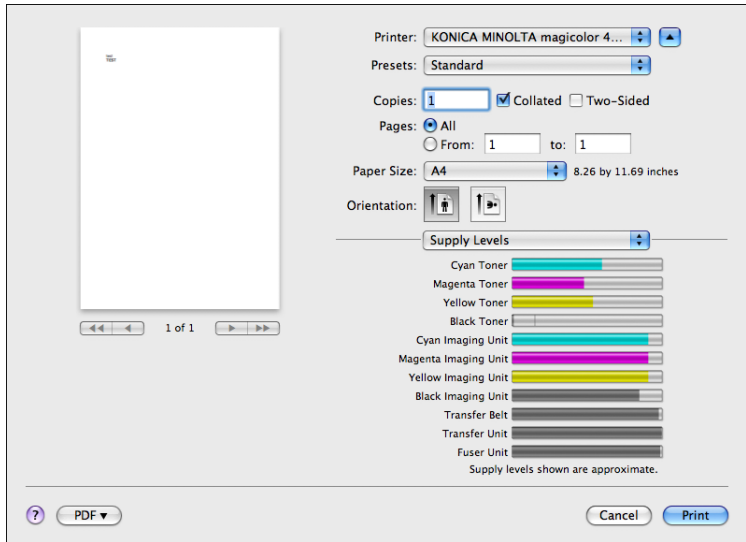 Printer: KONICA MINOLTA magicolor 4...
Presets: Standard
Copies: 1 Collated Two-Sided
Pages: All
From: 1 to: 1
Paper Size: A4 8.26 by 11.69 inches
Orientation:
Supply Levels
Cyan Toner
Magenta Toner
Yellow Toner
Black Toner
Cyan Imaging Unit
Magenta Imaging Unit
Yellow Imaging Unit
Black Imaging Unit
Transfer Belt
Transfer Unit
Fuser Unit
Supply levels shown are approximate.
1 of 1
? PDF▼ Cancel Print